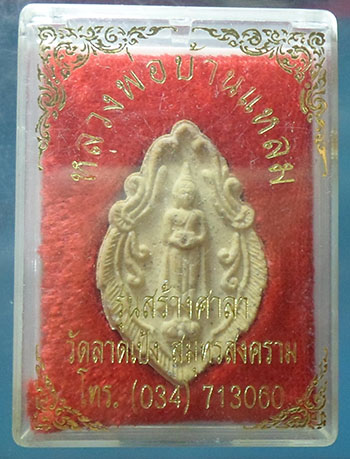 หลวงพ่อบ้านแหลม
รุ่นสร้างศาลา
วัดลาดเป้ง สมุทรสงคราม
โทร. (034) 713060